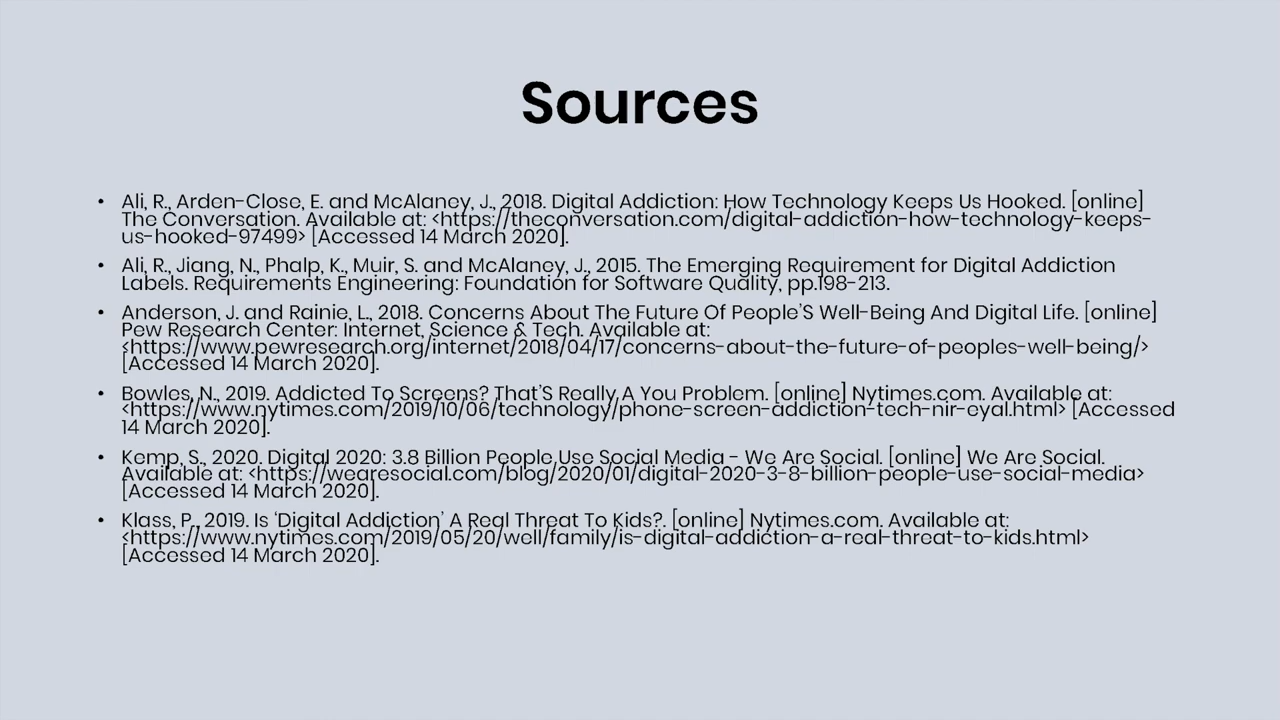 Sources
• Ali, R., Arden-Close, E. and McAlaney, J., 2018. Digital Addiction: How Technology Keeps Us Hooked. [online]
The Conversation. Available at: <https://theconversation.com/digital-addiction-how-technology-keeps-
us-hooked-97499> [Accessed 14 March 2020].
• Ali, R., Jiang, N., Phalp, K., Muir, S. and McAlaney, J., 2015. The Emerging Requirement for Digital Addiction
Labels. Requirements Engineering: Foundation for Software Quality, pp.198-213.
• Anderson, J. and Rainie, L., 2018. Concerns About The Future Of People'S Well-Being And Digital Life. [online]
Pew Research Center: Internet, Science & Tech. Available at:
<https://www.pewresearch.org/internet/2018/04/17/concerns-about-the-future-of-peoples-well-being/>
[Accessed 14 March 2020].
• Bowles, N., 2019. Addicted To Screens? That'S Really A You Problem. [online] Nytimes.com. Available at:
<https://www.nytimes.com/2019/10/06/technology/phone-screen-addiction-tech-nir-eyal.html> [Accessed
14 March 2020].
• Kemp, S., 2020. Digital 2020: 3.8 Billion People Use Social Media - We Are Social. [online] We Are Social.
Available at: <https://wearesocial.com/blog/2020/01/digital-2020-3-8-billion-people-use-social-media>
[Accessed 14 March 2020].
• Klass, P., 2019. Is 'Digital Addiction' A Real Threat To Kids?. [online] Nytimes.com. Available at:
<https://www.nytimes.com/2019/05/20/well/family/is-digital-addiction-a-real-threat-to-kids.html>
[Accessed 14 March 2020].